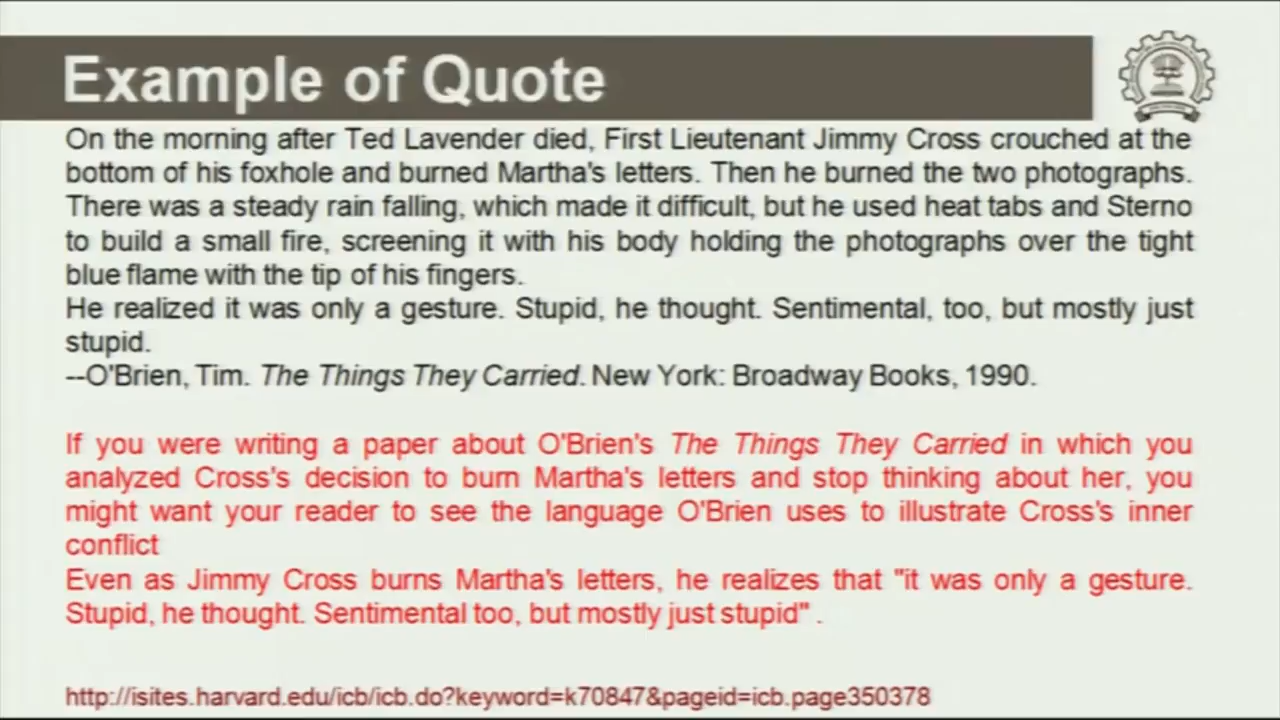 Example of Quote
On the morning after Ted Lavender died, First Lieutenant Jimmy Cross crouched at the
bottom of his foxhole and burned Martha's letters. Then he burned the two photographs.
There was a steady rain falling, which made it difficult, but he used heat tabs and Sterno
to build a small fire, screening it with his body holding the photographs over the tight
blue flame with the tip of his fingers.
He realized it was only a gesture. Stupid, he thought. Sentimental, too, but mostly just
stupid.
--O'Brien, Tim. The Things They Carried. New York: Broadway Books, 1990.
If you were writing a paper about O'Brien's The Things They Carried in which you
analyzed Cross's decision to burn Martha's letters and stop thinking about her, you
might want your reader to see the language O'Brien uses to illustrate Cross's inner
conflict
Even as Jimmy Cross burns Martha's letters, he realizes that "it was only a gesture.
Stupid, he thought. Sentimental too, but mostly just stupid" .
http://isites.harvard.edu/icb/icb.do?keyword=k70847&pageid=icb.page350378